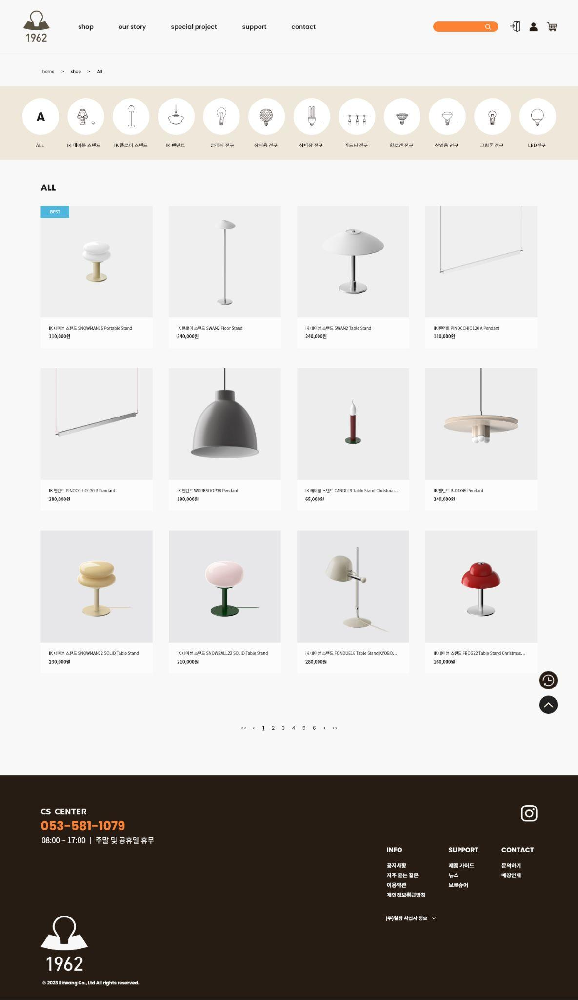 1962
shop our story special project support contact
home > shop > All
A
ALL
IK 테이블 스탠드
IK 플로어 스탠드
IK 팬던트
클래식 전구
장식용 전구
삼파장 전구
가드닝 전구
할로겐 전구
산업용 전구
크립톤 전구
LED전구
ALL
BEST
IK 테이블 스탠드 SNOWMAN15 Portable Stand
110,000원
IK 플로어 스탠드 SWAN2 Floor Stand
340,000원
IK 테이블 스탠드 SWAN2 Table Stand
240,000원
IK 팬던트 PINOCCHIO120 A Pendant
110,000원
IK 팬던트 PINOCCHIO120 B Pendant
280,000원
IK 팬던트 WORKSHOP38 Pendant
190,000원
IK 테이블 스탠드 CANDLE9 Table Stand Christmas...
65,000원
IK 팬던트 B-DAY45 Pendant
240,000원
IK 테이블 스탠드 SNOWMAN22 SOLID Table Stand
230,000원
IK 테이블 스탠드 SNOWBALL22 SOLID Table Stand
210,000원
IK 테이블 스탠드 FONDUE16 Table Stand KYOBO...
280,000원
IK 테이블 스탠드 FROG22 Table Stand Christmas...
160,000원
<< < 1 2 3 4 5 6 > >>
CS CENTER
053-581-1079
08:00 ~ 17:00 | 주말 및 공휴일 휴무
INFO
공지사항
자주 묻는 질문
이용약관
개인정보취급방침
SUPPORT
제품 가이드
뉴스
브로슈어
CONTACT
문의하기
매장안내
(주)일광 사업자 정보
1962
© 2023 Ilkwang Co., Ltd All rights reserved.